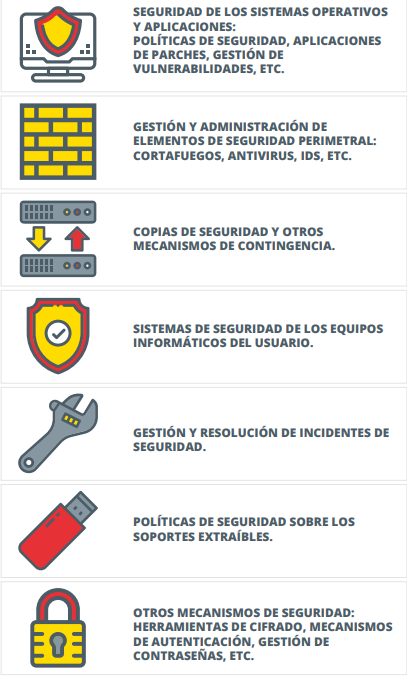 SEGURIDAD DE LOS SISTEMAS OPERATIVOS
Y APLICACIONES:
POLÍTICAS DE SEGURIDAD, APLICACIONES
DE PARCHES, GESTIÓN DE
VULNERABILIDADES, ETC.
GESTIÓN Y ADMINISTRACIÓN DE
ELEMENTOS DE SEGURIDAD PERIMETRAL:
CORTAFUEGOS, ANTIVIRUS, IDS, ETC.
COPIAS DE SEGURIDAD Y OTROS
MECANISMOS DE CONTINGENCIA.
SISTEMAS DE SEGURIDAD DE LOS EQUIPOS
INFORMÁTICOS DEL USUARIO.
GESTIÓN Y RESOLUCIÓN DE INCIDENTES DE
SEGURIDAD.
POLÍTICAS DE SEGURIDAD SOBRE LOS
SOPORTES EXTRAÍBLES.
OTROS MECANISMOS DE SEGURIDAD:
HERRAMIENTAS DE CIFRADO, MECANISMOS
DE AUTENTICACIÓN, GESTIÓN DE
CONTRASEÑAS, ETC.